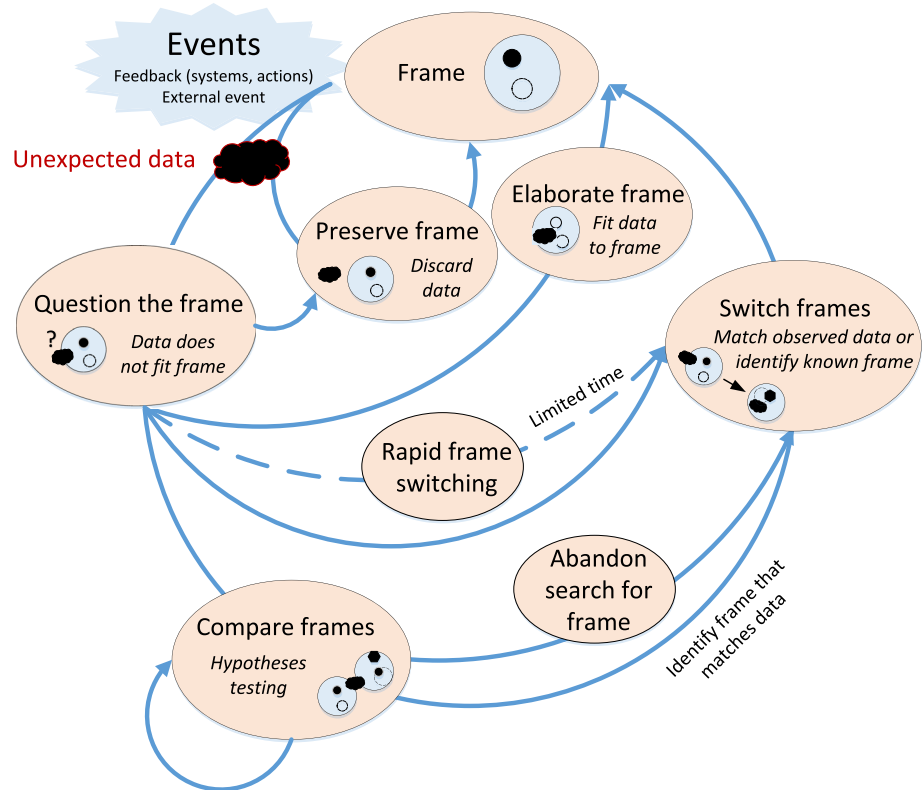 Events
Feedback (systems, actions)
External event
Frame
Unexpected data
Elaborate frame
Fit data
to frame
Preserve frame
Discard
data
Question the frame
?
Data does
not fit frame
Switch frames
Match observed data or
identify known frame
Limited time
Rapid frame
switching
Abandon
search for
frame
Identify frame that
matches data
Compare frames
Hypotheses
testing